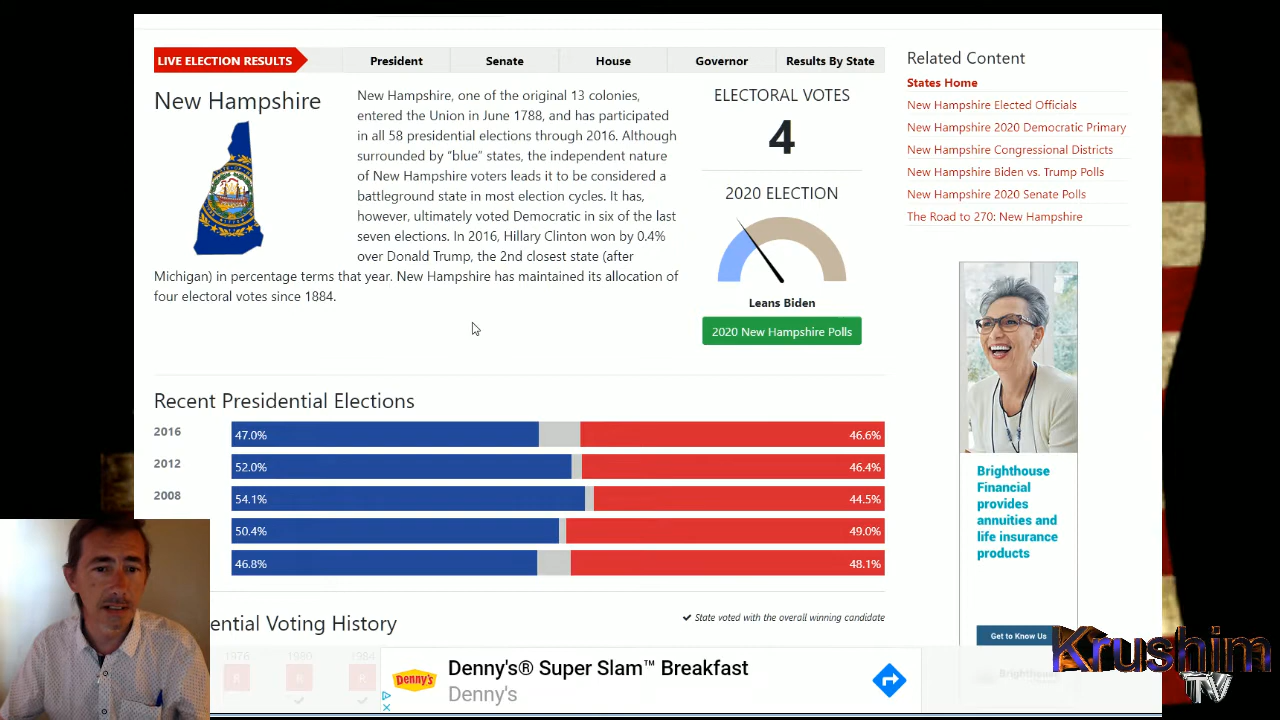 LIVE ELECTION RESULTS
President
Senate
House
Governor
Results By State
New Hampshire
New Hampshire, one of the original 13 colonies,
entered the Union in June 1788, and has participated
in all 58 presidential elections through 2016. Although
surrounded by “blue” states, the independent nature
of New Hampshire voters leads it to be considered a
battleground state in most election cycles. It has,
however, ultimately voted Democratic in six of the last
seven elections. In 2016, Hillary Clinton won by 0.4%
over Donald Trump, the 2nd closest state (after
Michigan) in percentage terms that year. New Hampshire has maintained its allocation of
four electoral votes since 1884.
ELECTORAL VOTES
4
2020 ELECTION
Leans Biden
2020 New Hampshire Polls
Related Content
States Home
New Hampshire Elected Officials
New Hampshire 2020 Democratic Primary
New Hampshire Congressional Districts
New Hampshire Biden vs. Trump Polls
New Hampshire 2020 Senate Polls
The Road to 270: New Hampshire
Recent Presidential Elections
2016 47.0% 46.6%
2012 52.0% 46.4%
2008 54.1% 44.5%
50.4% 49.0%
46.8% 48.1%
ential Voting History
✔ State voted with the overall winning candidate
1976 1980 1984
R R R
Brighthouse
Financial
provides
annuities and
life insurance
products
Get to Know Us
Denny's
Denny's® Super Slam™ Breakfast
Denny's
Krushim
TV